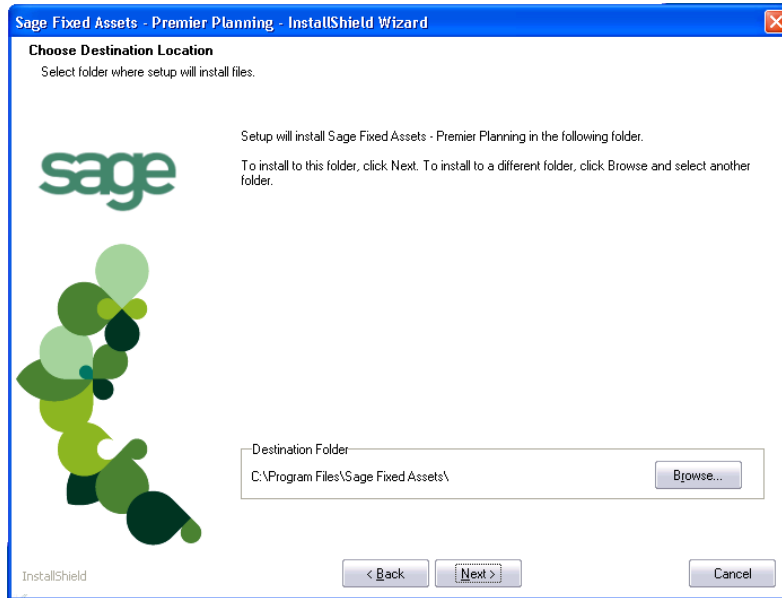 Sage Fixed Assets - Premier Planning - InstallShield Wizard
Choose Destination Location
Select folder where setup will install files.
sage
Setup will install Sage Fixed Assets - Premier Planning in the following folder.
To install to this folder, click Next. To install to a different folder, click Browse and select another
folder.
Destination Folder
C:\Program Files\Sage Fixed Assets\
Browse...
InstallShield
< Back
Next >
Cancel